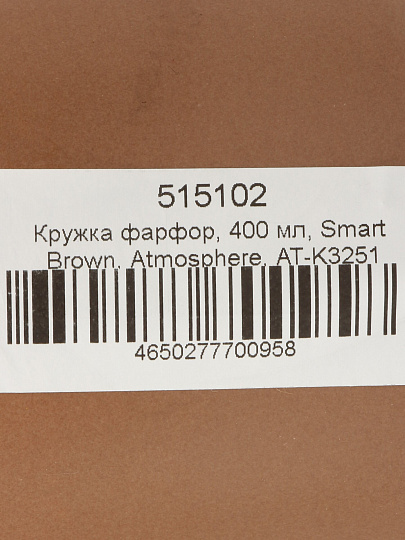 515102
Кружка фарфор, 400 мл, Smart
Brown, Atmosphere, AT-K3251
4650277700958